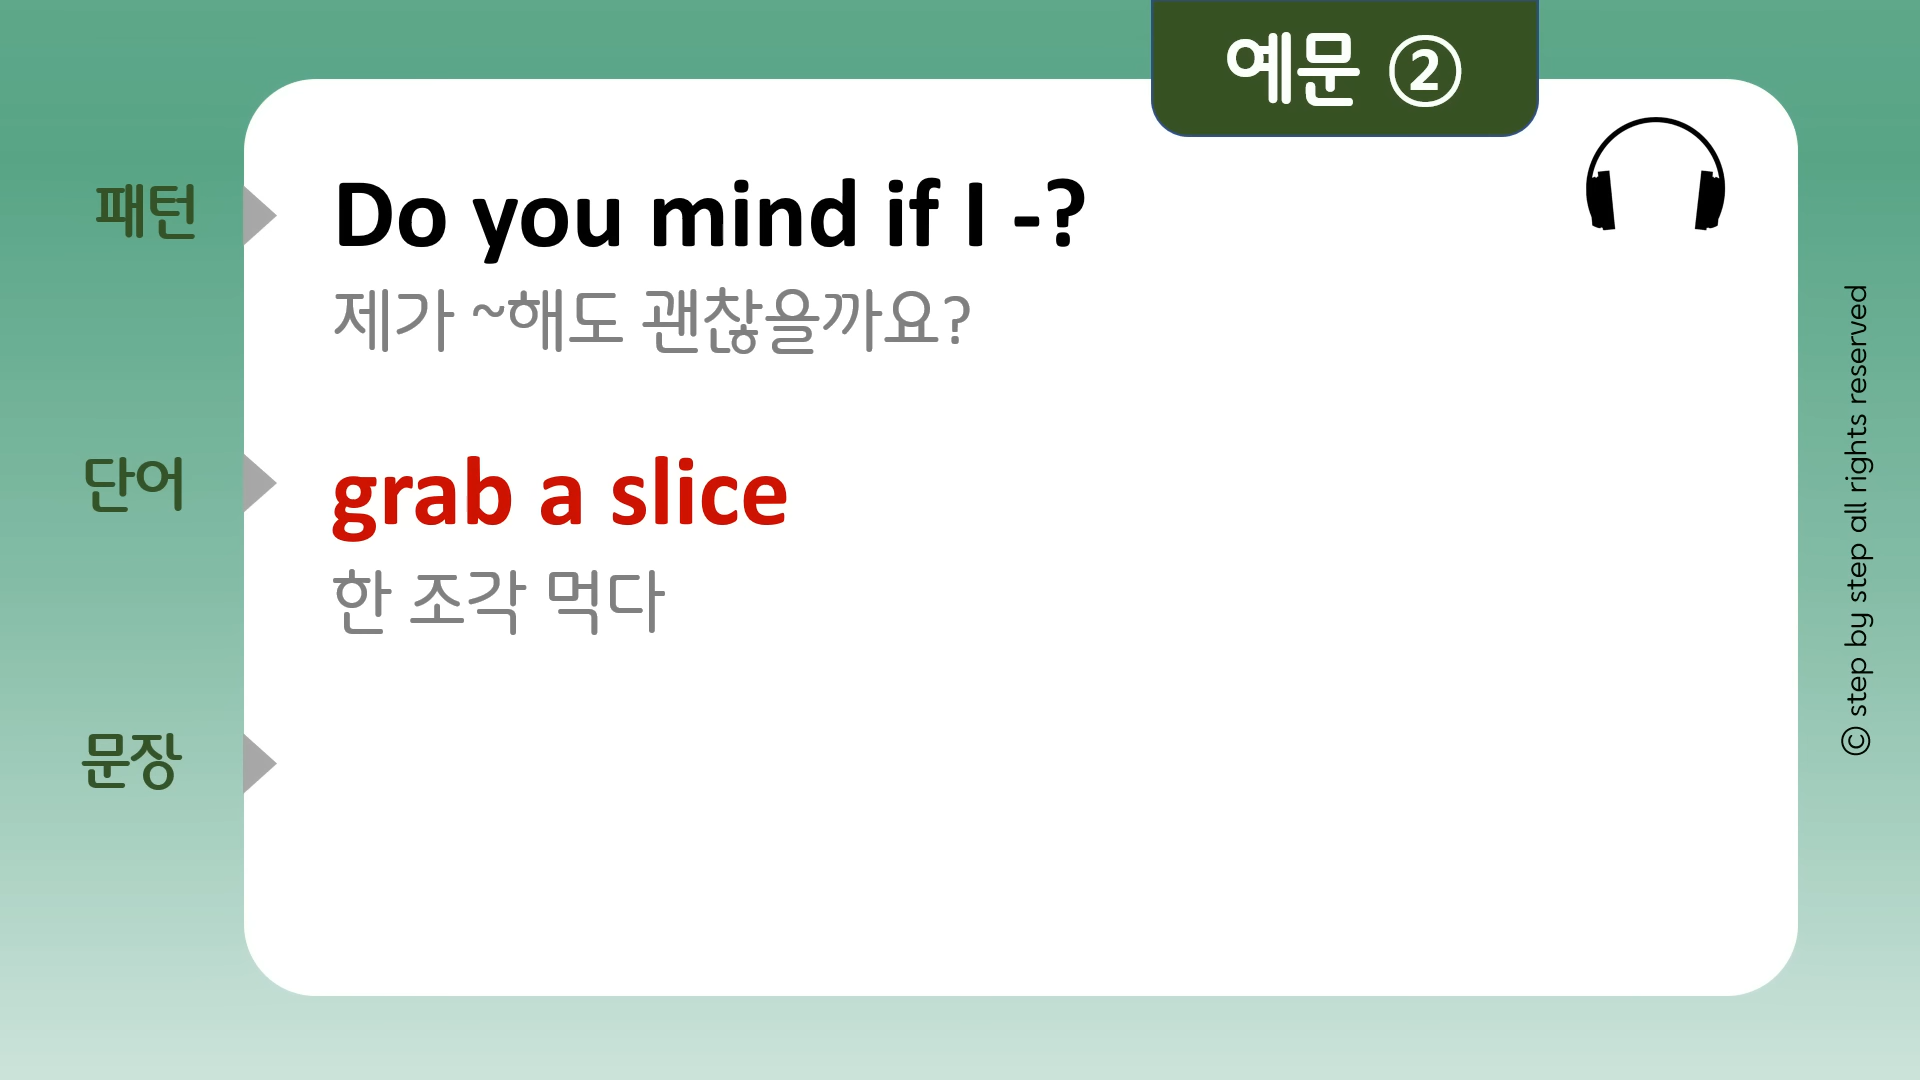 예문 ②
패턴
Do you mind if I -?
제가 ~해도 괜찮을까요?
단어
grab a slice
한 조각 먹다
문장
© step by step all rights reserved